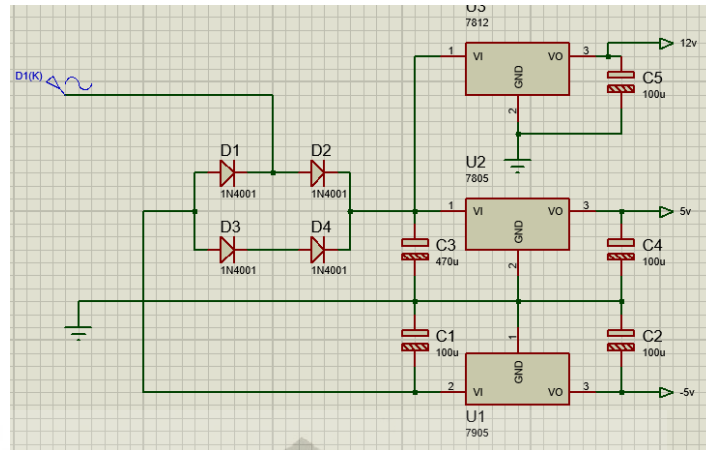 U3
7812
1
VI
VO
3
GND
2
12v
C5
100u
D1(K)
D1
1N4001
D2
1N4001
D3
1N4001
D4
1N4001
U2
7805
1
VI
VO
3
GND
2
5v
C3
470u
C4
100u
C1
100u
C2
100u
1
GND
2
VI
VO
3
-5v
U1
7905